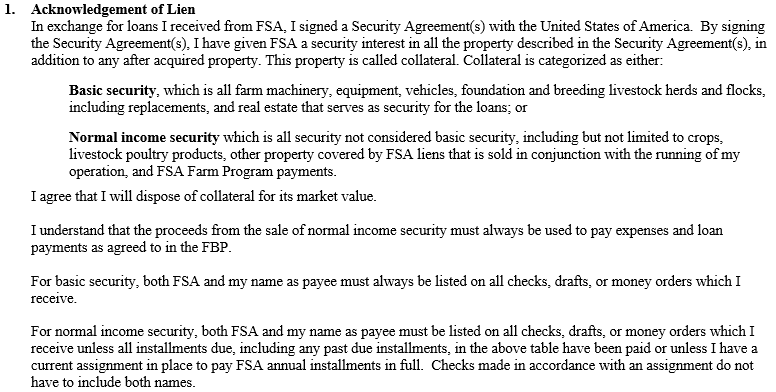 1. Acknowledgement of Lien
In exchange for loans I received from FSA, I signed a Security Agreement(s) with the United States of America. By signing
the Security Agreement(s), I have given FSA a security interest in all the property described in the Security Agreement(s), in
addition to any after acquired property. This property is called collateral. Collateral is categorized as either:
Basic security, which is all farm machinery, equipment, vehicles, foundation and breeding livestock herds and flocks,
including replacements, and real estate that serves as security for the loans; or
Normal income security which is all security not considered basic security, including but not limited to crops,
livestock poultry products, other property covered by FSA liens that is sold in conjunction with the running of my
operation, and FSA Farm Program payments.
I agree that I will dispose of collateral for its market value.
I understand that the proceeds from the sale of normal income security must always be used to pay expenses and loan
payments as agreed to in the FBP.
For basic security, both FSA and my name as payee must always be listed on all checks, drafts, or money orders which I
receive.
For normal income security, both FSA and my name as payee must be listed on all checks, drafts, or money orders which I
receive unless all installments due, including any past due installments, in the above table have been paid or unless I have a
current assignment in place to pay FSA annual installments in full. Checks made in accordance with an assignment do not
have to include both names.